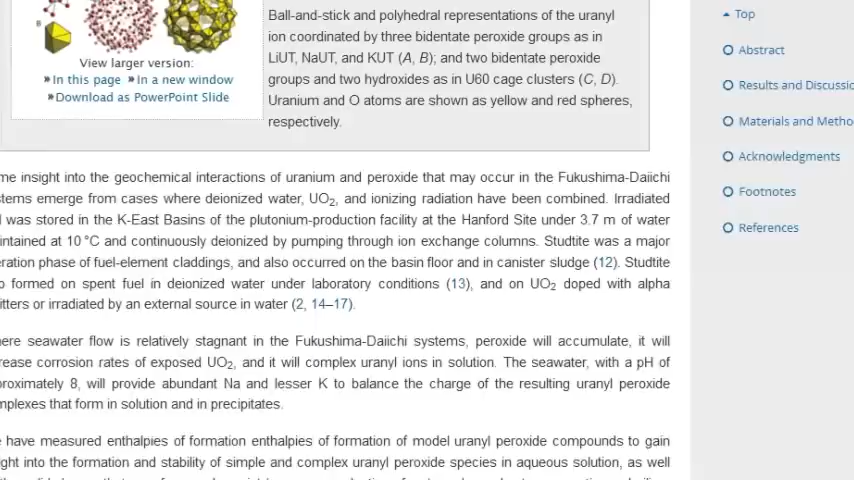 B
View larger version:
» In this page » In a new window
» Download as PowerPoint Slide
Ball-and-stick and polyhedral representations of the uranyl
ion coordinated by three bidentate peroxide groups as in
LiUT, NaUT, and KUT (A, B); and two bidentate peroxide
groups and two hydroxides as in U60 cage clusters (C, D).
Uranium and O atoms are shown as yellow and red spheres,
respectively.
me insight into the geochemical interactions of uranium and peroxide that may occur in the Fukushima-Daiichi
stems emerge from cases where deionized water, UO2, and ionizing radiation have been combined. Irradiated
was stored in the K-East Basins of the plutonium-production facility at the Hanford Site under 3.7 m of water
intained at 10 °C and continuously deionized by pumping through ion exchange columns. Studtite was a major
eration phase of fuel-element claddings, and also occurred on the basin floor and in canister sludge (12). Studtite
o formed on spent fuel in deionized water under laboratory conditions (13), and on UO2 doped with alpha
itters or irradiated by an external source in water (2, 14–17).
ere seawater flow is relatively stagnant in the Fukushima-Daiichi systems, peroxide will accumulate, it will
rease corrosion rates of exposed UO2, and it will complex uranyl ions in solution. The seawater, with a pH of
proximately 8, will provide abundant Na and lesser K to balance the charge of the resulting uranyl peroxide
mplexes that form in solution and in precipitates.
have measured enthalpies of formation enthalpies of formation of model uranyl peroxide compounds to gain
ight into the formation and stability of simple and complex uranyl peroxide species in aqueous solution, as well
Top
Abstract
Results and Discussio
Materials and Metho
Acknowledgments
Footnotes
References